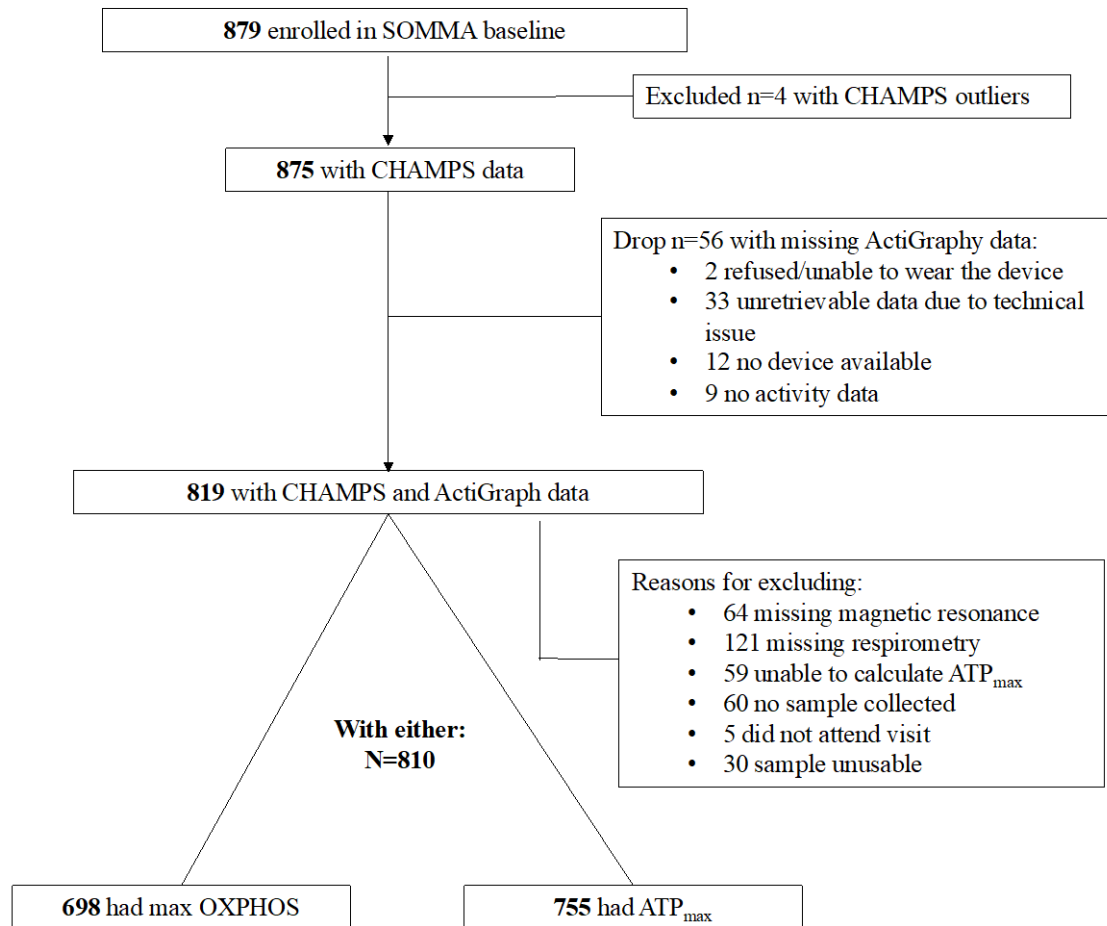 879 enrolled in SOMMA baseline
Excluded n=4 with CHAMPS outliers
875 with CHAMPS data
Drop n=56 with missing ActiGraphy data:
• 2 refused/unable to wear the device
• 33 unretrievable data due to technical
issue
• 12 no device available
• 9 no activity data
819 with CHAMPS and ActiGraph data
Reasons for excluding:
• 64 missing magnetic resonance
• 121 missing respirometry
• 59 unable to calculate ATPmax
• 60 no sample collected
• 5 did not attend visit
• 30 sample unusable
With either:
N=810
698 had max OXPHOS
755 had ATPmax